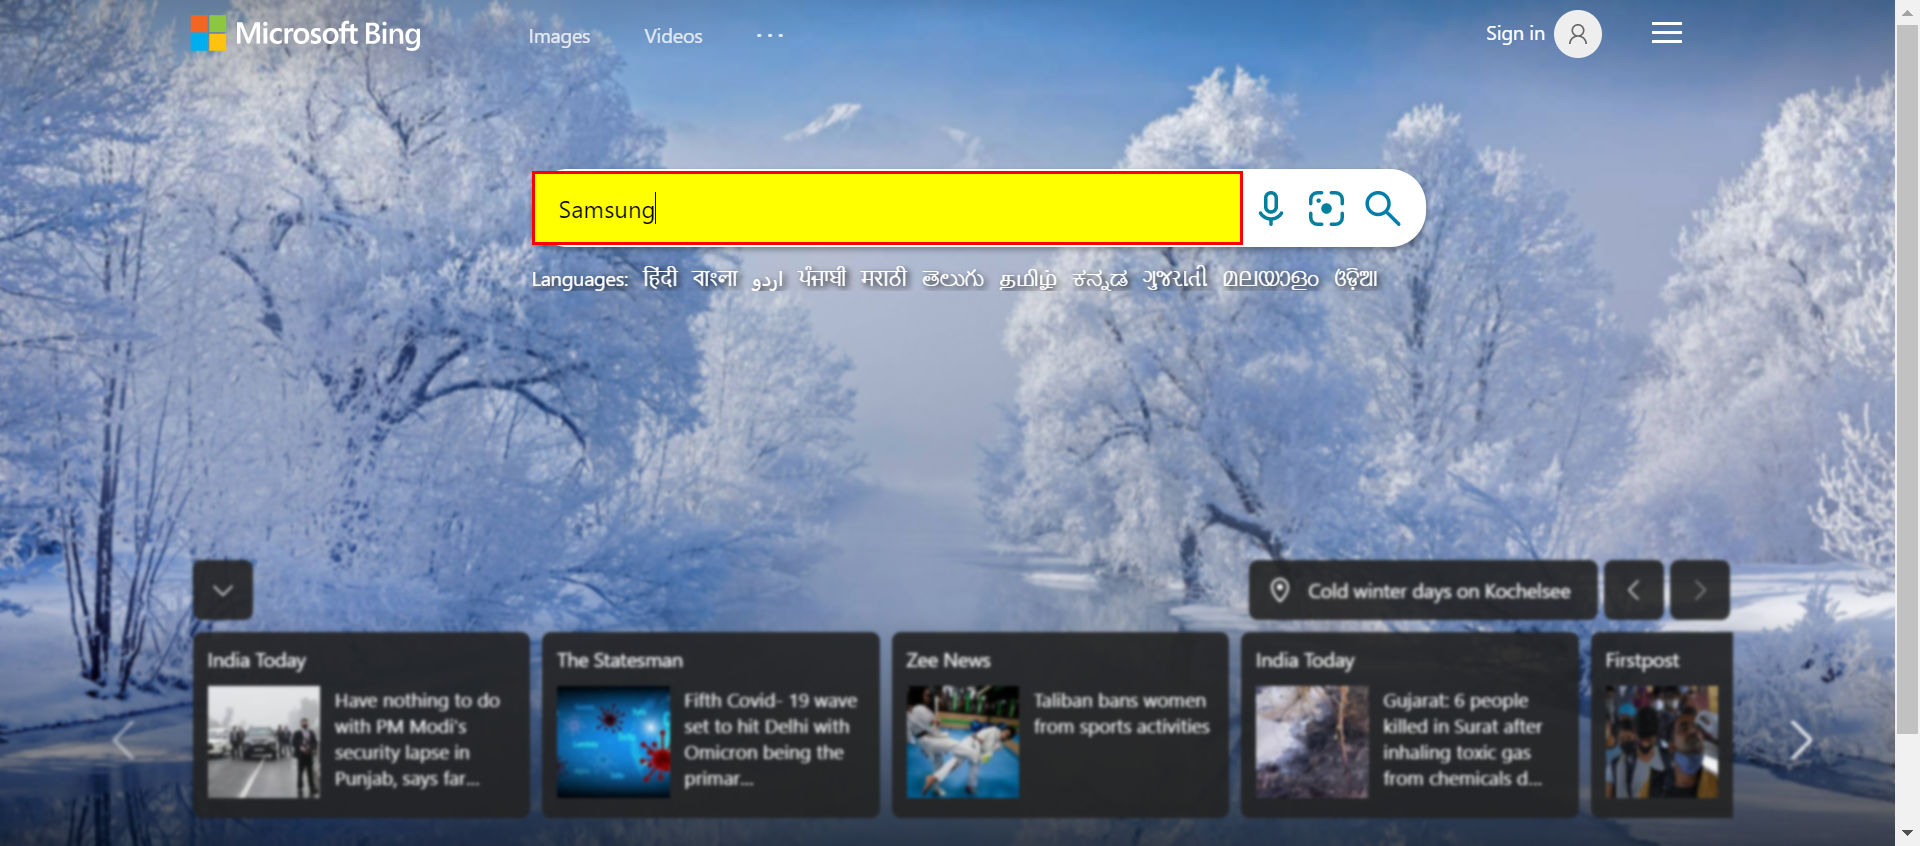 Microsoft Bing
Images Videos ...
Sign in
Samsung
Languages: हिंदी বাংলা اردو ਪੰਜਾਬੀ मराठी తెలుగు தமிழ் ಕನ್ನಡ ગુજરાતી മലയാളം ଓଡ଼ିଆ
Cold winter days on Kochelsee
India Today
Have nothing to do
with PM Modi's
security lapse in
Punjab, says far...
The Statesman
Fifth Covid- 19 wave
set to hit Delhi with
Omicron being the
primar...
Zee News
Taliban bans women
from sports activities
India Today
Gujarat: 6 people
killed in Surat after
inhaling toxic gas
from chemicals d...
Firstpost